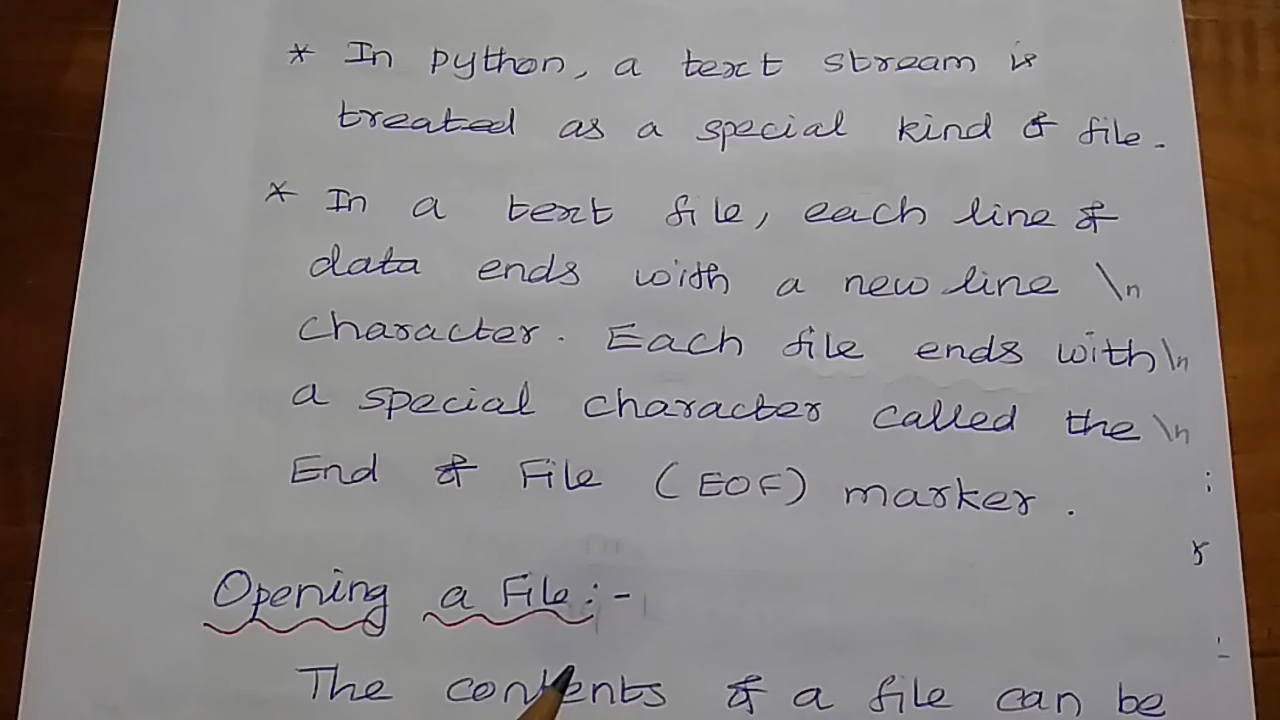 * In python, a text stream is
treated as a special kind of file.
* In a text file, each line of
data ends with a new line \n
character. Each file ends with \n
a special character called the \n
End of File (EOF) marker.
Opening a File:-
The contents of a file can be